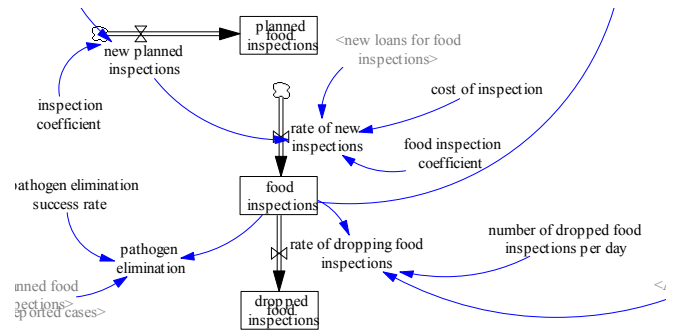 planned
food
inspections
new planned
inspections
<new loans for food
inspections>
inspection
coefficient
cost of inspection
rate of new
inspections
food inspection
coefficient
pathogen elimination
success rate
food
inspections
number of dropped food
inspections per day
rate of dropping food
inspections
pathogen
elimination
food
cases>
dropped
food
inspections